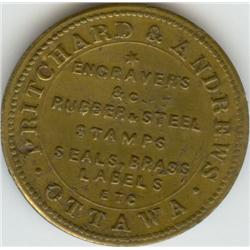 PRITCHARD & ANDREWS
ENGRAVERS
& C.
RUBBER & STEEL
STAMPS
SEALS, BRASS
LABELS
ETC
· OTTAWA ·